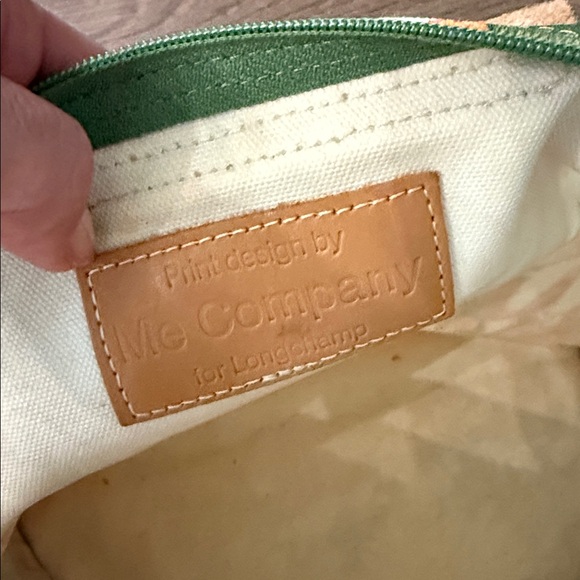 Print design by
Me Company
for Longchamp